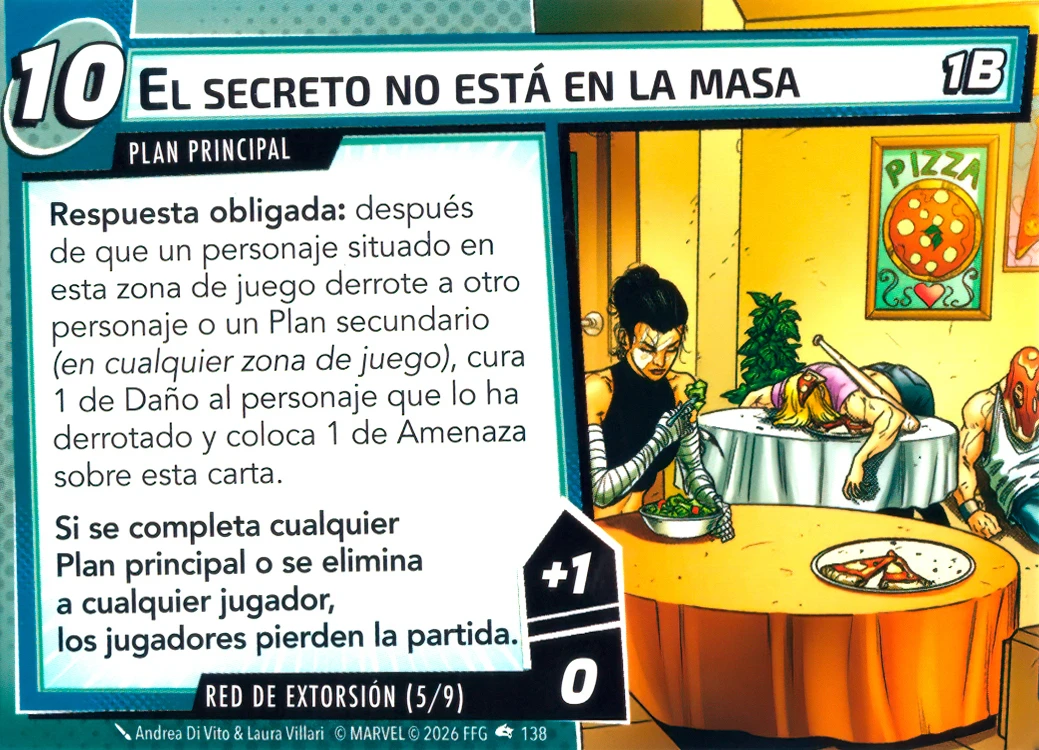 10
EL SECRETO NO ESTÁ EN LA MASA
1B
PLAN PRINCIPAL
Respuesta obligada: después
de que un personaje situado en
esta zona de juego derrote a otro
personaje o un Plan secundario
(en cualquier zona de juego), cura
1 de Daño al personaje que lo ha
derrotado y coloca 1 de Amenaza
sobre esta carta.
Si se completa cualquier
Plan principal o se elimina
a cualquier jugador,
los jugadores pierden la partida.
+1
0
RED DE EXTORSIÓN (5/9)
Andrea Di Vito & Laura Villari © MARVEL © 2026 FFG 138
PIZZA